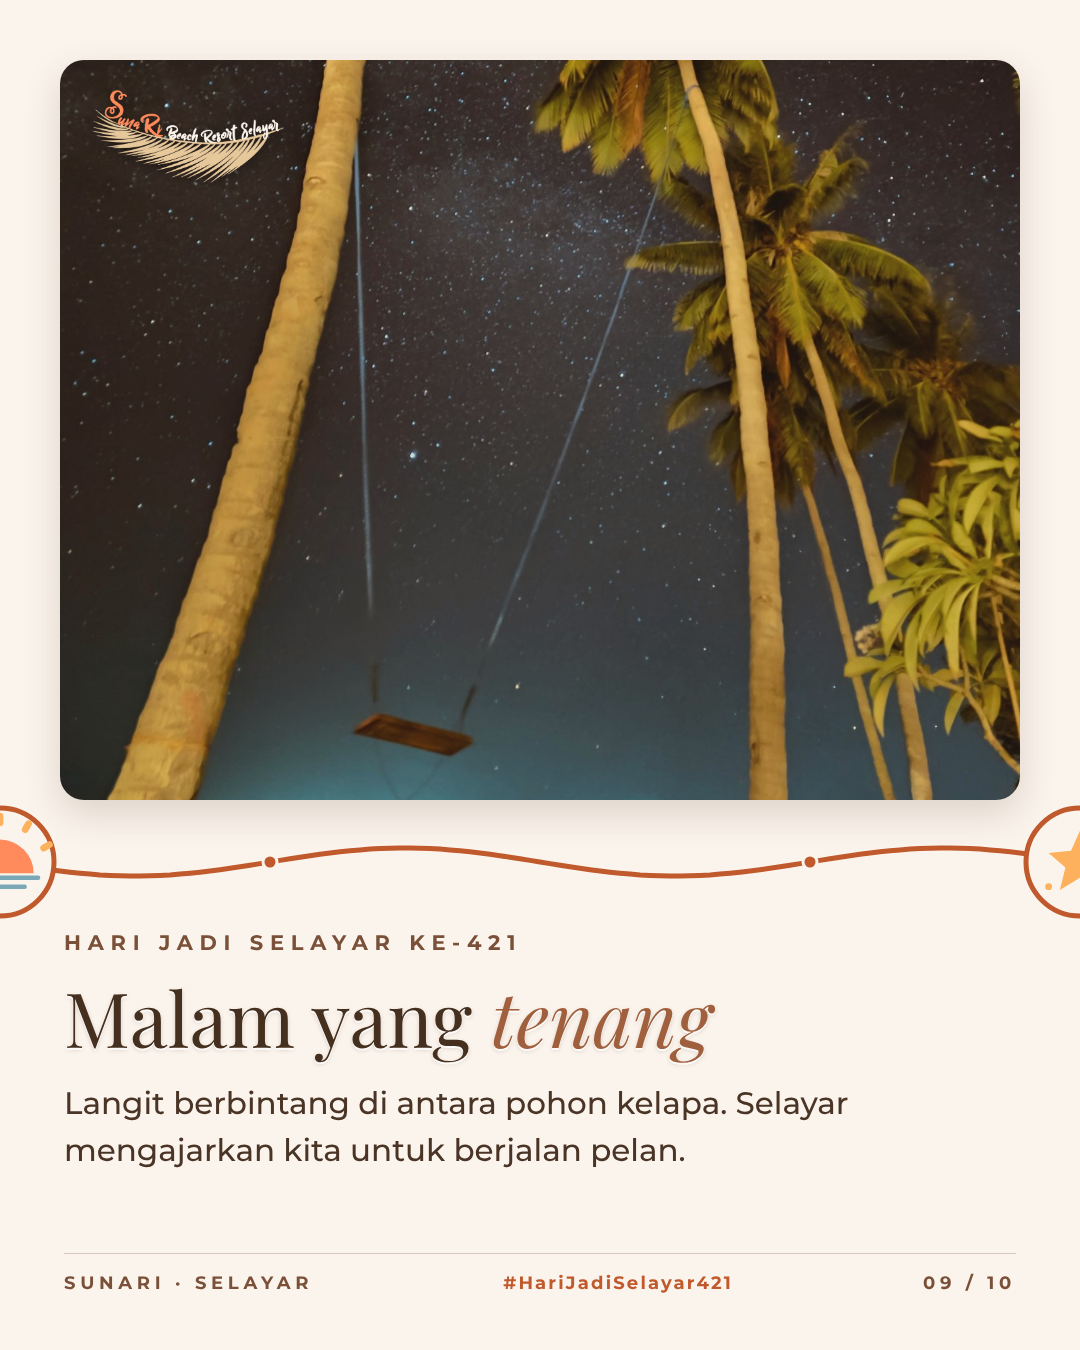 SunaRi Beach Resort Selayar
HARI JADI SELAYAR KE-421
Malam yang tenang
Langit berbintang di antara pohon kelapa. Selayar
mengajarkan kita untuk berjalan pelan.
SUNARI · SELAYAR
#HariJadiSelayar421
09 / 10